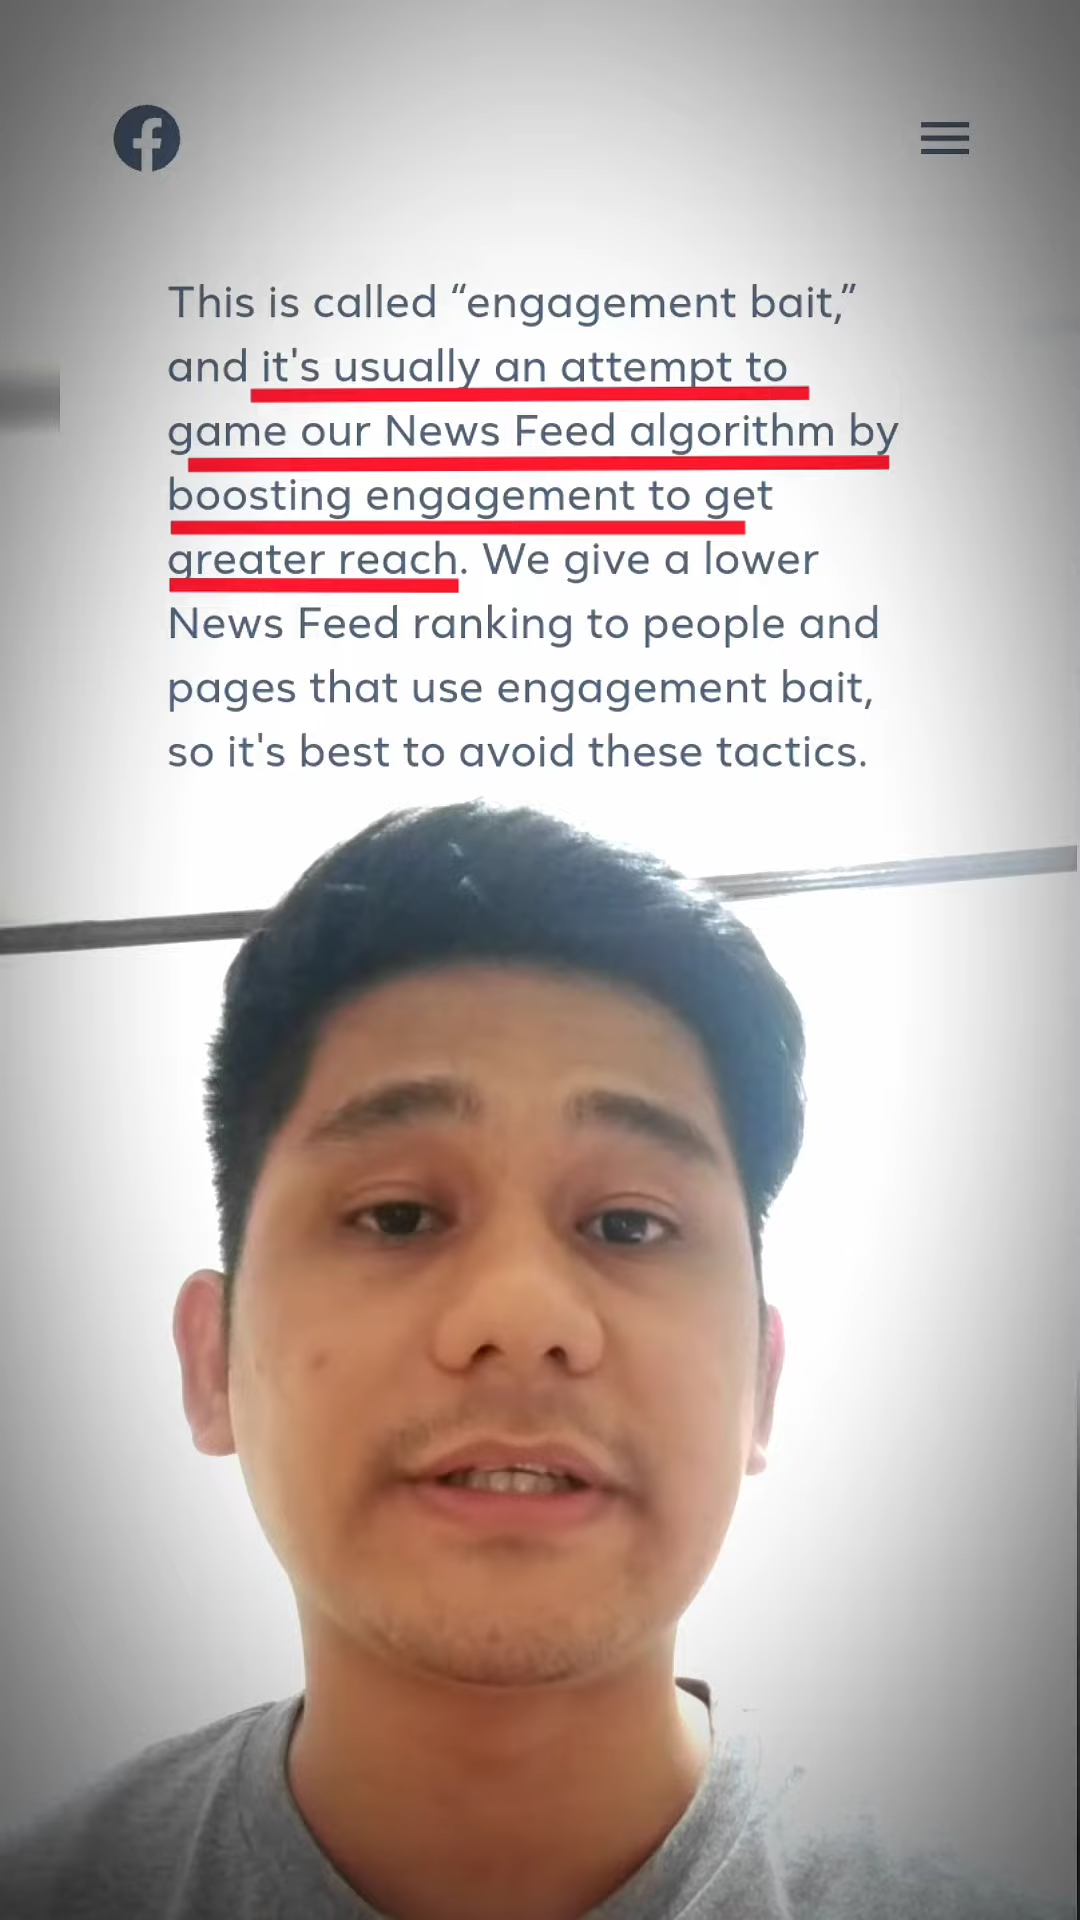 This is called “engagement bait,”
and it's usually an attempt to
game our News Feed algorithm by
boosting engagement to get
greater reach. We give a lower
News Feed ranking to people and
pages that use engagement bait,
so it's best to avoid these tactics.